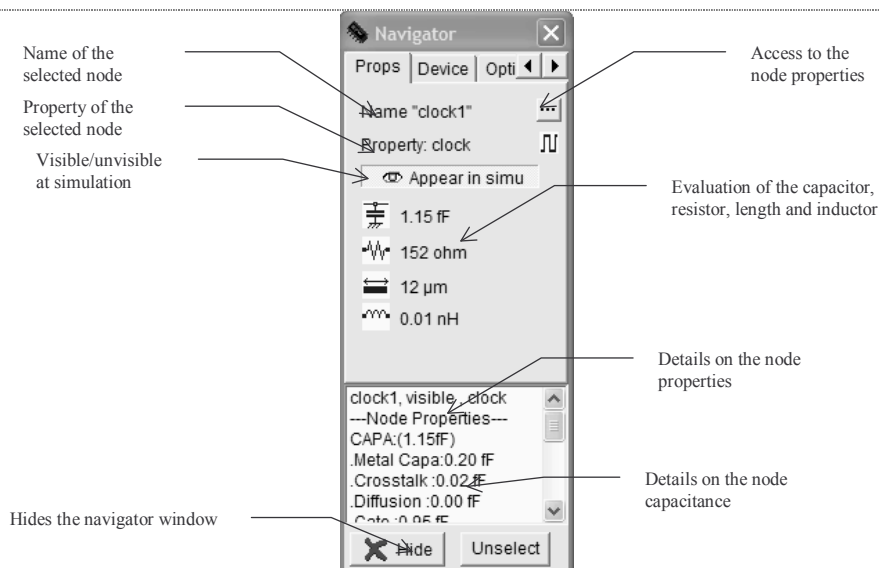 Navigator
Props Device Opti
Name of the
selected node
Name "clock1"
Access to the
node properties
Property of the
selected node
Property: clock
Visible/unvisible
at simulation
Appear in simu
Evaluation of the capacitor,
resistor, length and inductor
1.15 fF
152 ohm
12 µm
0.01 nH
Details on the node
properties
clock1, visible , clock
---Node Properties---
CAPA:(1.15fF)
.Metal Capa:0.20 fF
.Crosstalk :0.02 fF
.Diffusion :0.00 fF
.Gate :0.95 fF
Details on the node
capacitance
Hides the navigator window
Hide Unselect